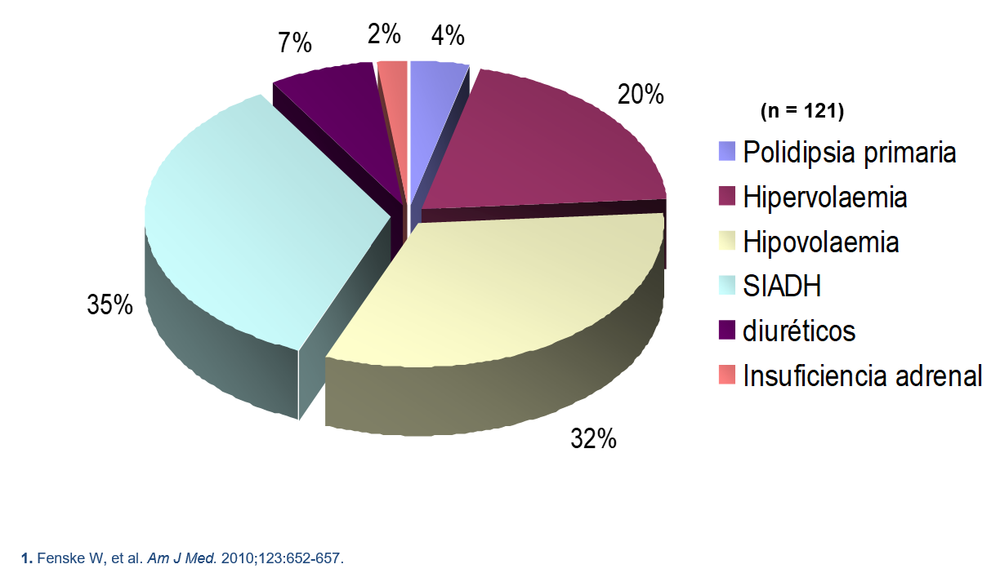 2%
4%
7%
20%
35%
32%
(n = 121)
Polidipsia primaria
Hipervolaemia
Hipovolaemia
SIADH
diuréticos
Insuficiencia adrenal
1. Fenske W, et al. Am J Med. 2010;123:652-657.